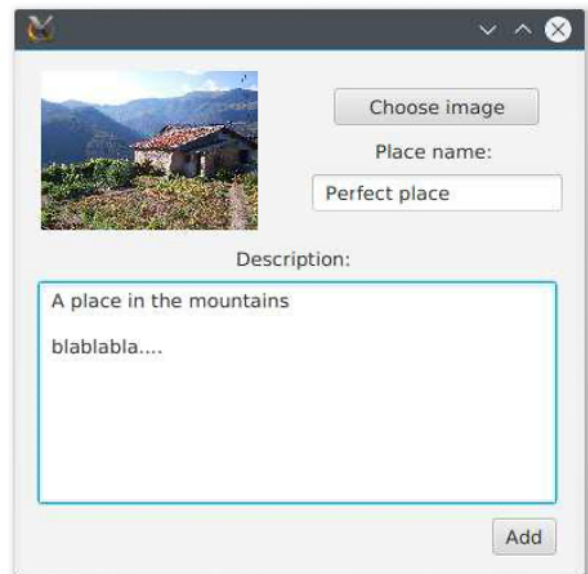 Choose image
Place name:
Perfect place
Description:
A place in the mountains
blablabla....
Add